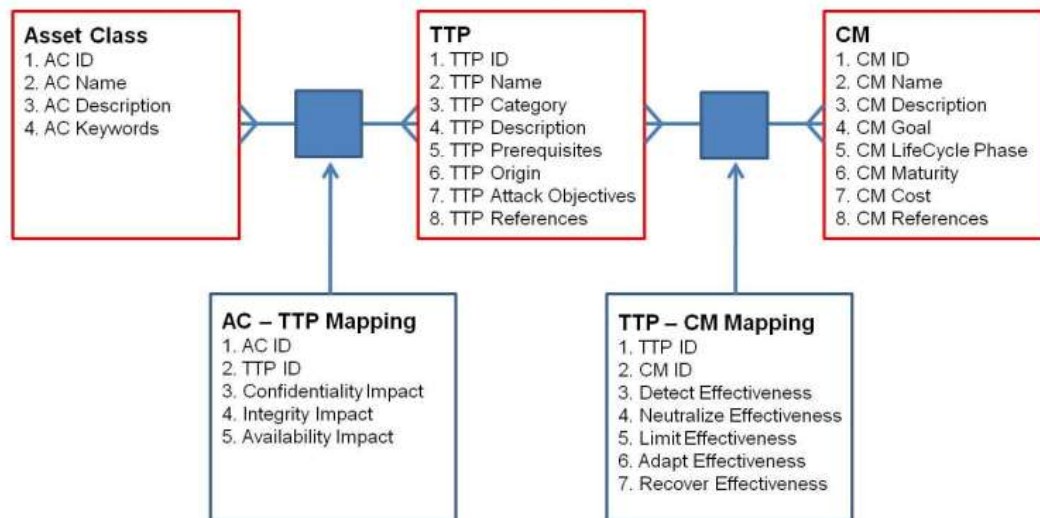 Asset Class
1. AC ID
2. AC Name
3. AC Description
4. AC Keywords
TTP
1. TTP ID
2. TTP Name
3. TTP Category
4. TTP Description
5. TTP Prerequisites
6. TTP Origin
7. TTP Attack Objectives
8. TTP References
CM
1. CM ID
2. CM Name
3. CM Description
4. CM Goal
5. CM LifeCycle Phase
6. CM Maturity
7. CM Cost
8. CM References
AC – TTP Mapping
1. AC ID
2. TTP ID
3. Confidentiality Impact
4. Integrity Impact
5. Availability Impact
TTP – CM Mapping
1. TTP ID
2. CM ID
3. Detect Effectiveness
4. Neutralize Effectiveness
5. Limit Effectiveness
6. Adapt Effectiveness
7. Recover Effectiveness